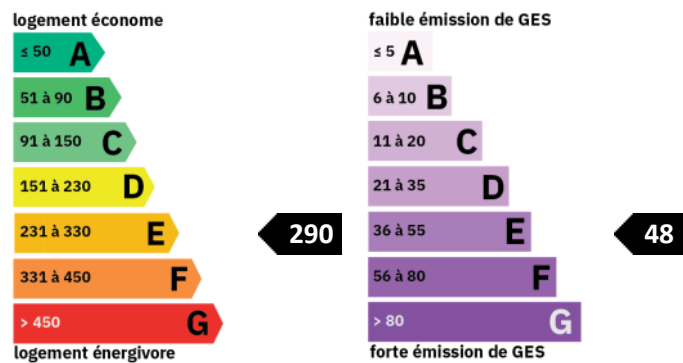 logement économe
≤ 50 A
51 à 90 B
91 à 150 C
151 à 230 D
231 à 330 E
290
331 à 450 F
> 450 G
logement énergivore
faible émission de GES
≤ 5 A
6 à 10 B
11 à 20 C
21 à 35 D
36 à 55 E
48
56 à 80 F
> 80 G
forte émission de GES